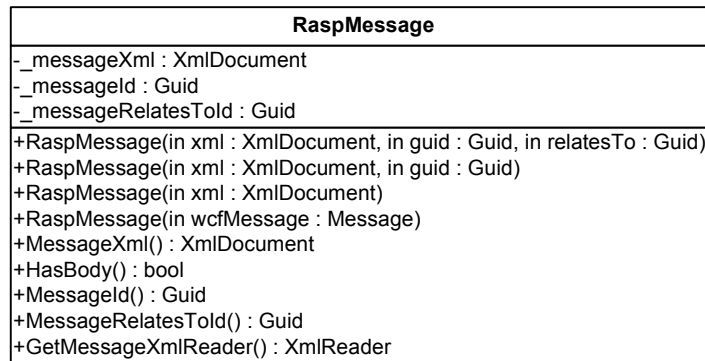 RaspMessage
-_messageXml : XmlDocument
-_messageId : Guid
-_messageRelatesToId : Guid
+RaspMessage(in xml : XmlDocument, in guid : Guid, in relatesTo : Guid)
+RaspMessage(in xml : XmlDocument, in guid : Guid)
+RaspMessage(in xml : XmlDocument)
+RaspMessage(in wcfMessage : Message)
+MessageXml() : XmlDocument
+HasBody() : bool
+MessageId() : Guid
+MessageRelatesToId() : Guid
+GetMessageXmlReader() : XmlReader